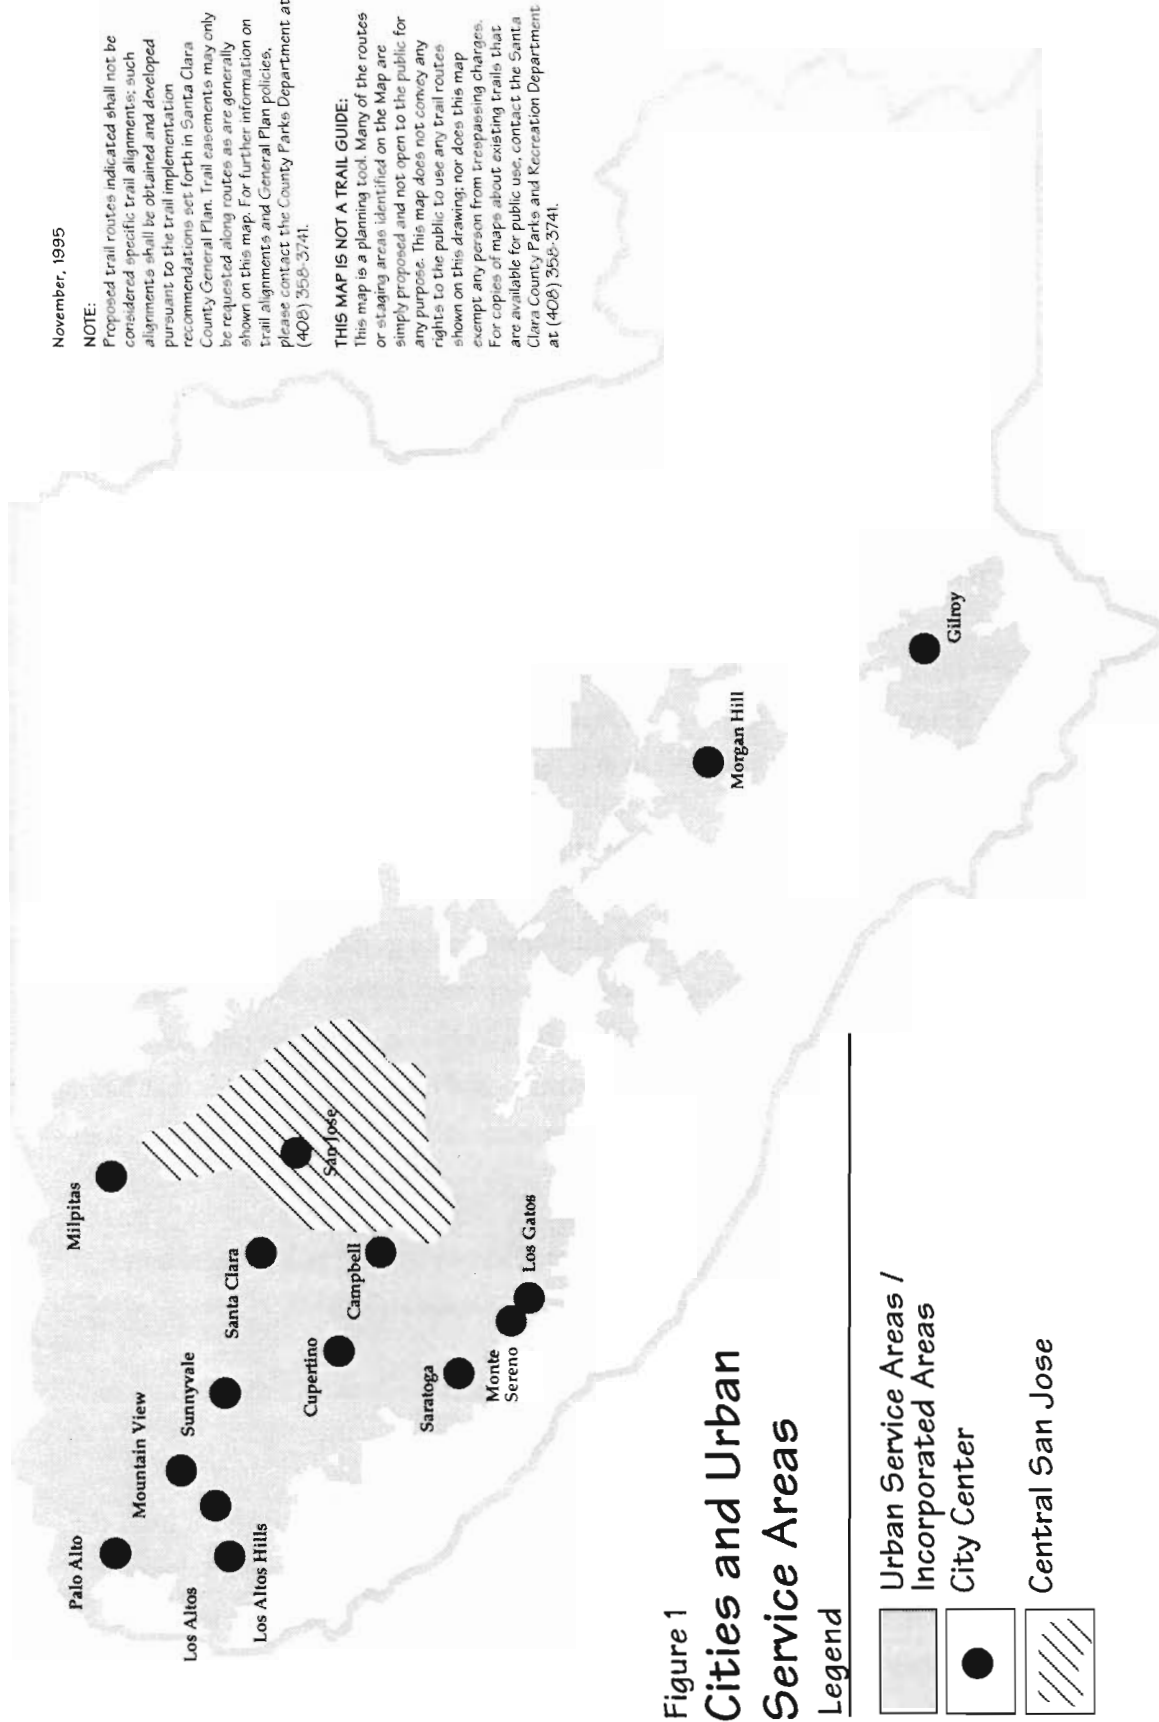 November, 1995
NOTE:
Proposed trail routes indicated shall not be
considered specific trail alignments; such
alignments shall be obtained and developed
pursuant to the trail implementation
recommendations set forth in Santa Clara
County General Plan. Trail easements may only
be requested along routes as are generally
shown on this map. For further information on
trail alignments and General Plan policies,
please contact the County Parks Department at
(408) 358-3741.
THIS MAP IS NOT A TRAIL GUIDE:
This map is a planning tool. Many of the routes
or staging areas identified on the Map are
simply proposed and not open to the public for
any purpose. This map does not convey any
rights to the public to use any trail routes
shown on this drawing; nor does this map
exempt any person from trespassing charges.
For copies of maps about existing trails that
are available for public use, contact the Santa
Clara County Parks and Recreation Department
at (408) 358-3741.
Palo Alto
Mountain View
Los Altos
Los Altos Hills
Sunnyvale
Milpitas
Santa Clara
San Jose
Cupertino
Campbell
Saratoga
Monte
Sereno
Los Gatos
Morgan Hill
Gilroy
Figure 1
Cities and Urban
Service Areas
Legend
Urban Service Areas /
Incorporated Areas
City Center
Central San Jose